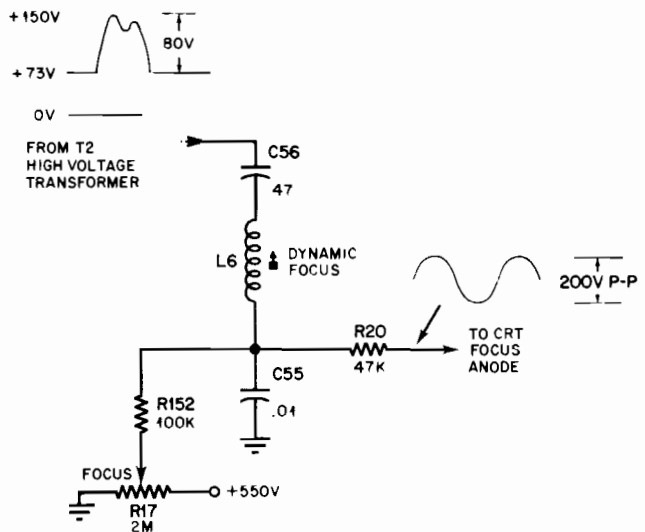 +150V
80V
+73V
0V
FROM T2
HIGH VOLTAGE
TRANSFORMER
C56
47
L6
DYNAMIC
FOCUS
200V P-P
R20
47K
TO CRT
FOCUS
ANODE
C55
.01
R152
100K
FOCUS
+550V
R17
2M